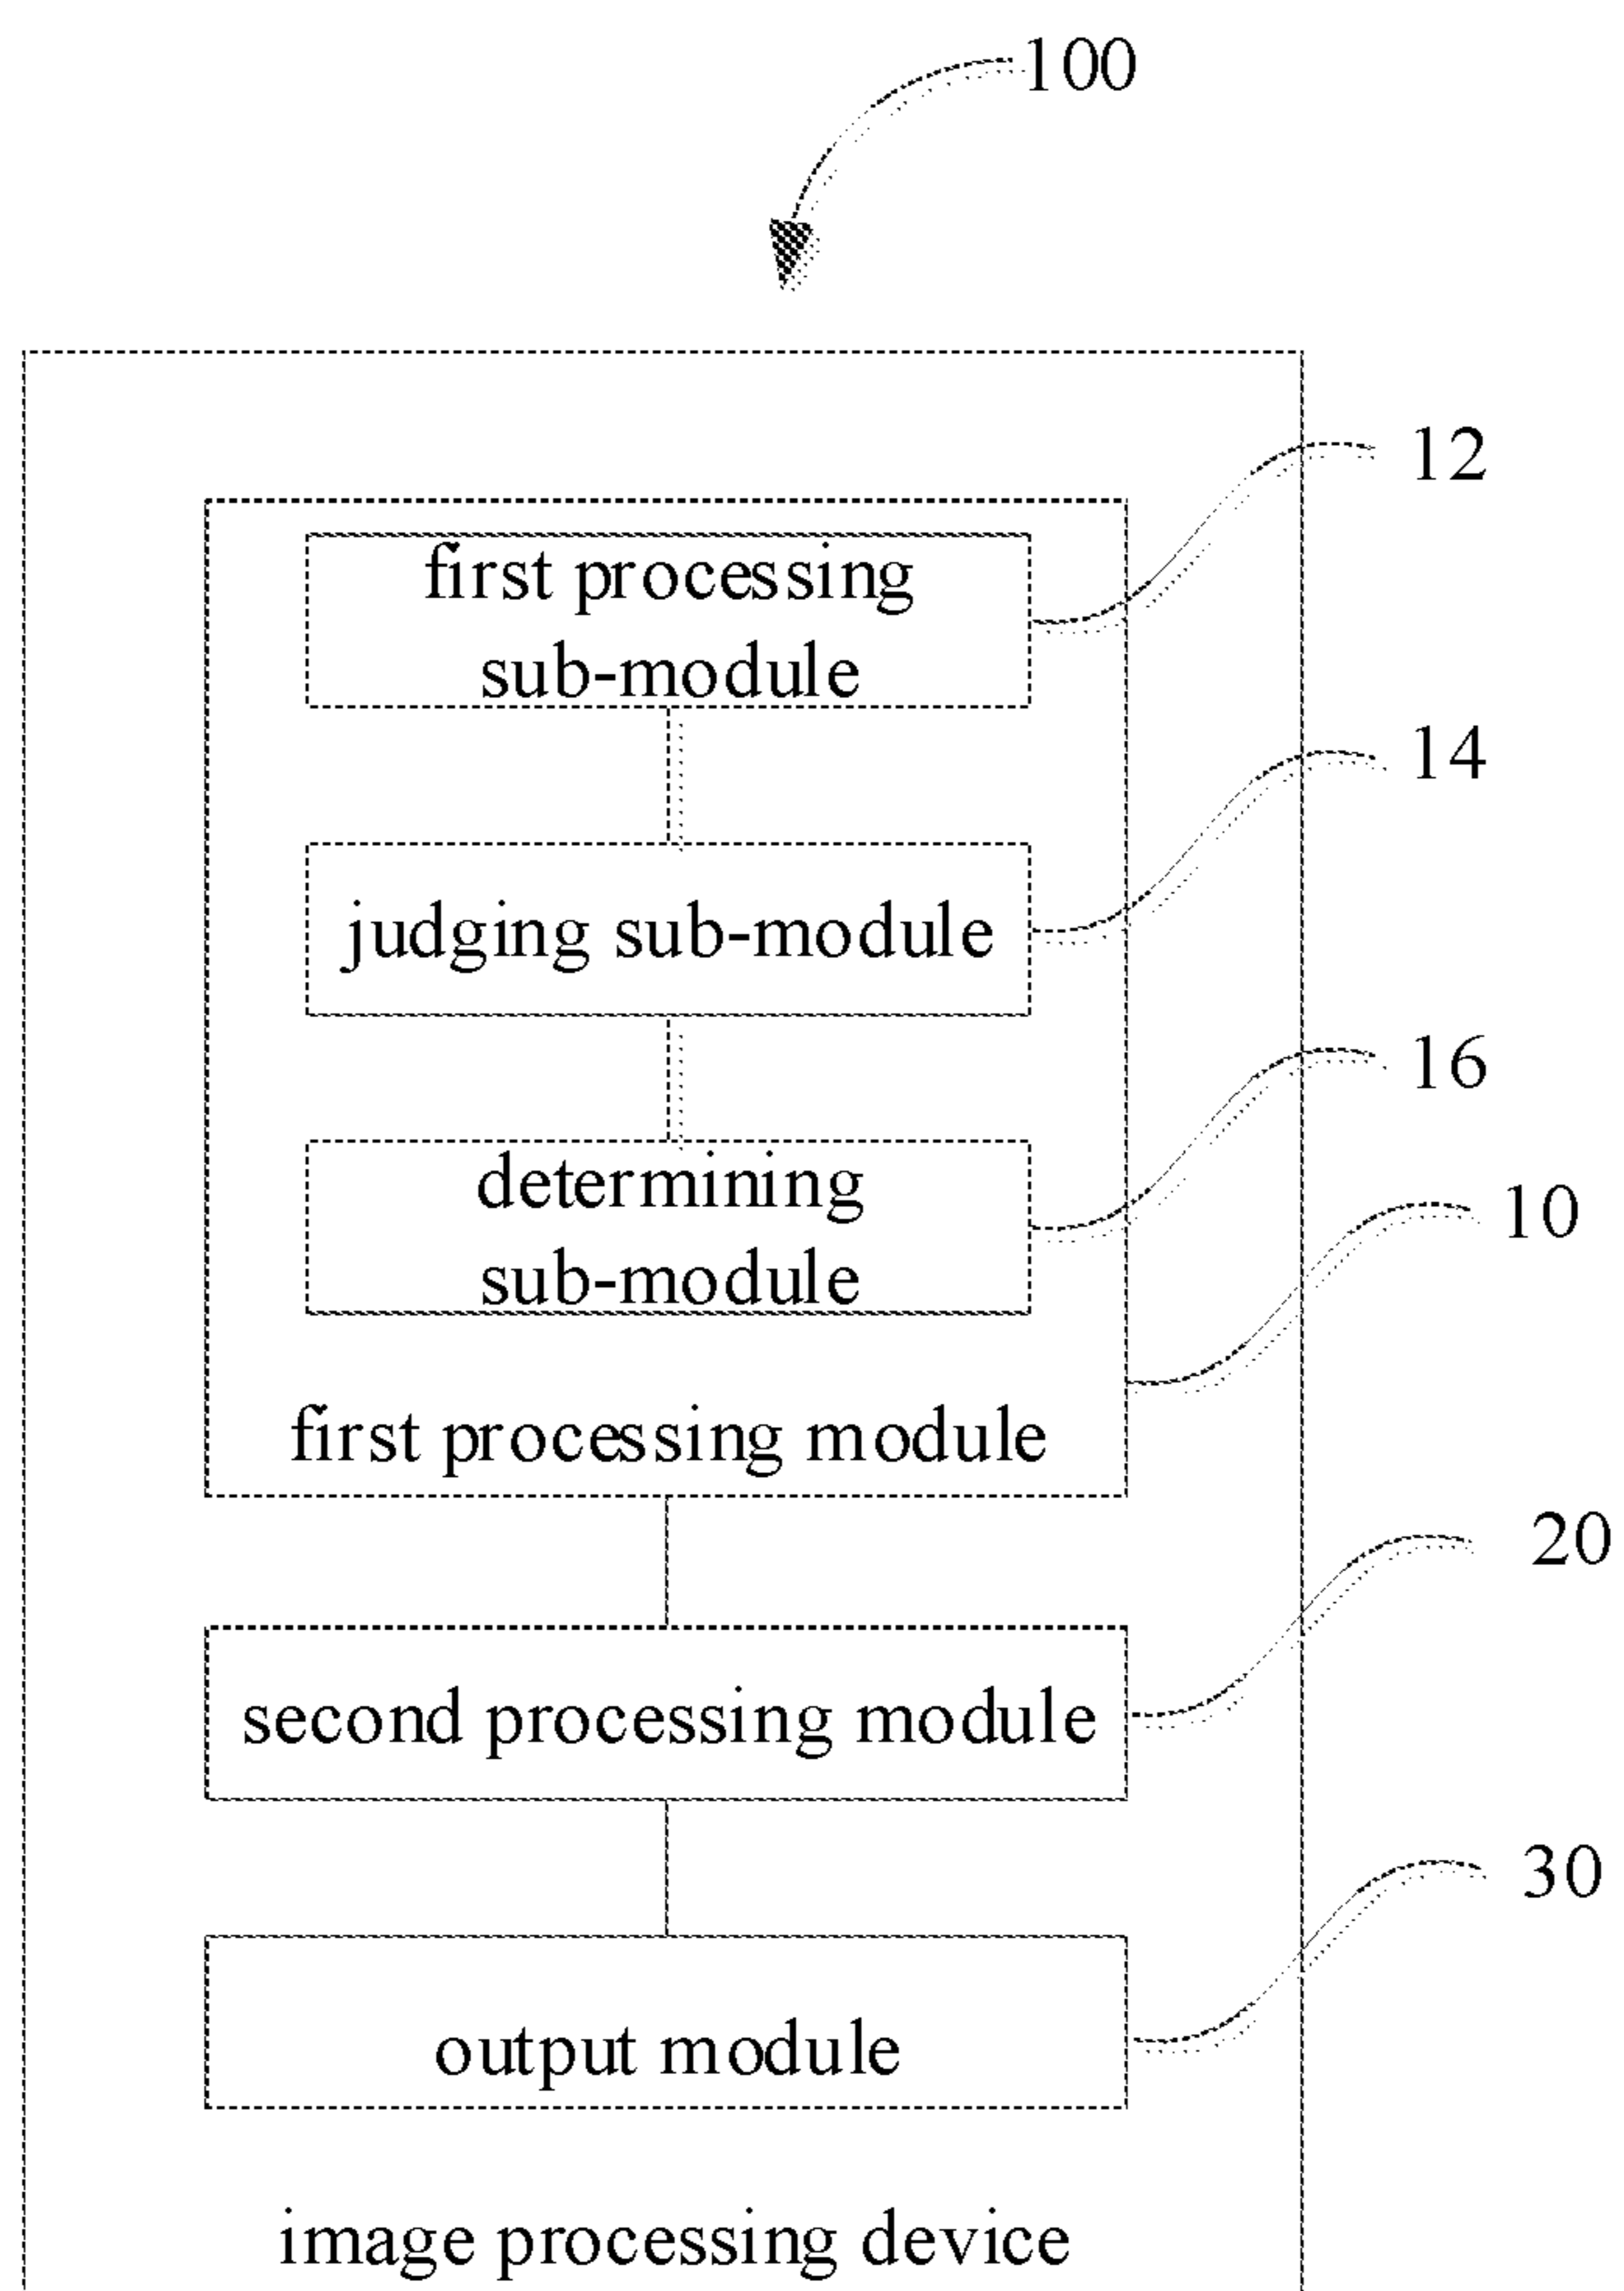 100
12
first processing
sub-module
14
judging sub-module
16
determining
sub-module
10
first processing module
20
second processing module
30
output module
image processing device